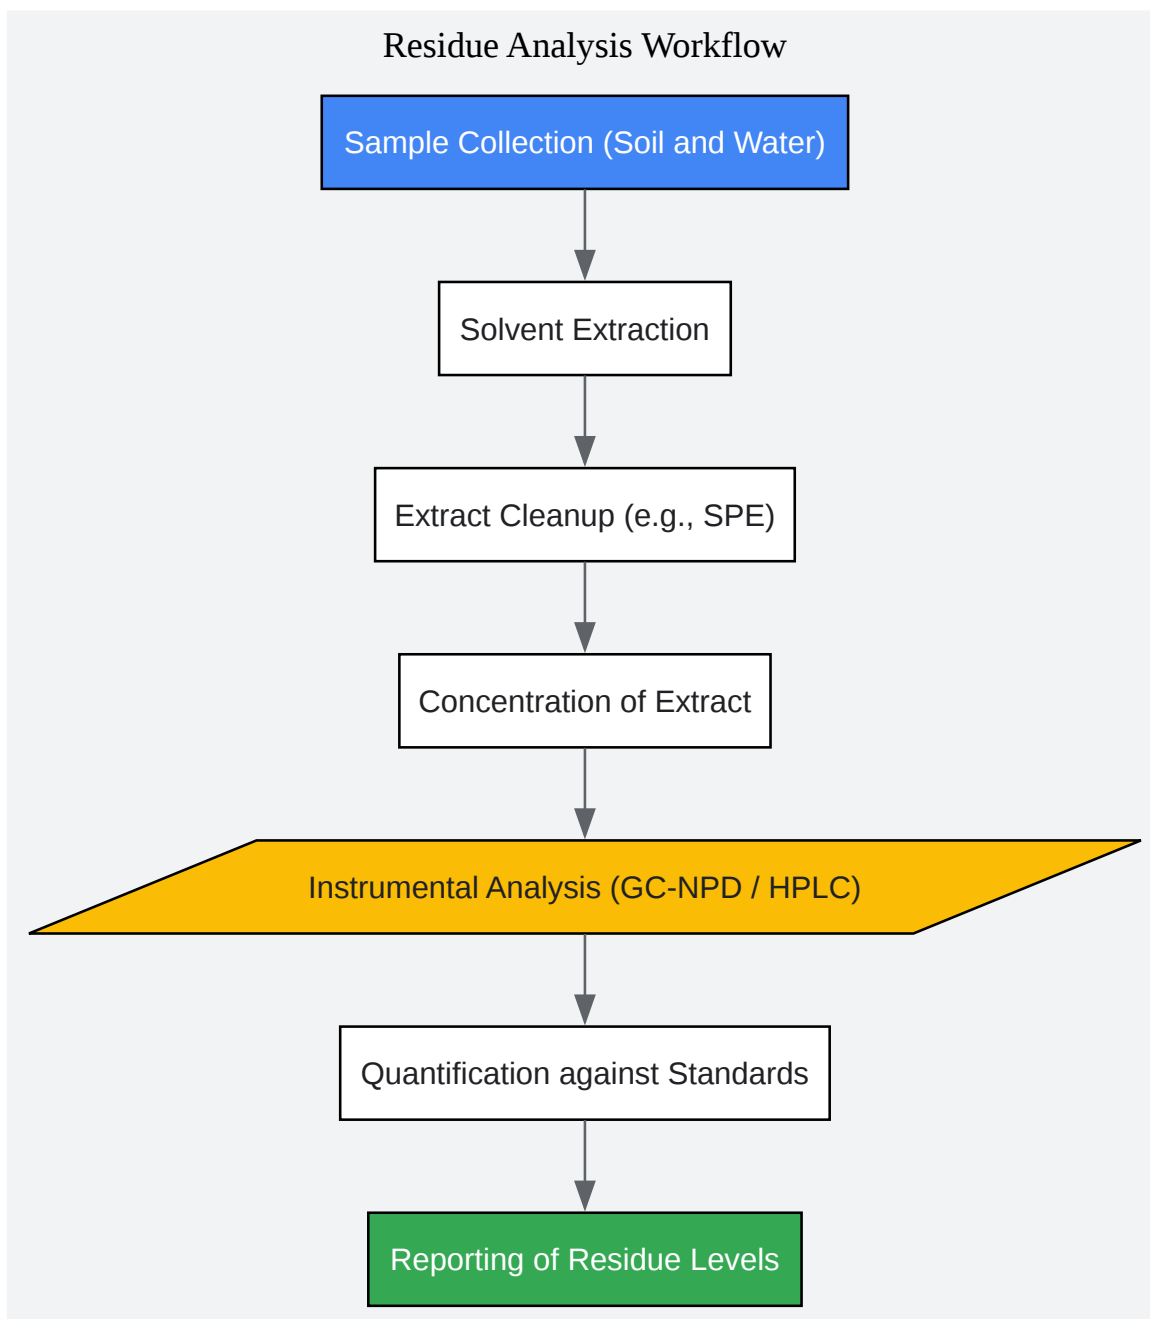 Residue Analysis Workflow
Sample Collection (Soil and Water)
Solvent Extraction
Extract Cleanup (e.g., SPE)
Concentration of Extract
Instrumental Analysis (GC-NPD / HPLC)
Quantification against Standards
Reporting of Residue Levels